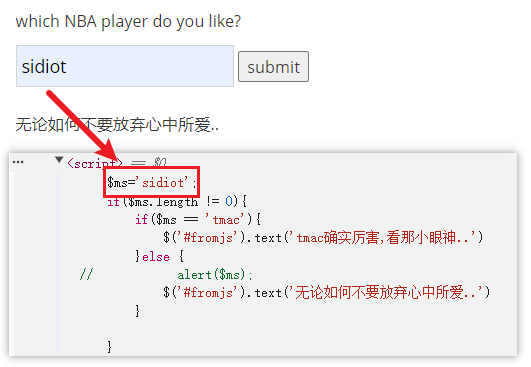 which NBA player do you like?
sidiot submit
无论如何不要放弃心中所爱..
••• ▼<script> == $0
$ms='sidiot';
if($ms.length != 0){
if($ms == 'tmac'){
$('#fromjs').text('tmac确实厉害,看那小眼神..')
}else {
// alert($ms);
$('#fromjs').text('无论如何不要放弃心中所爱..')
}
}